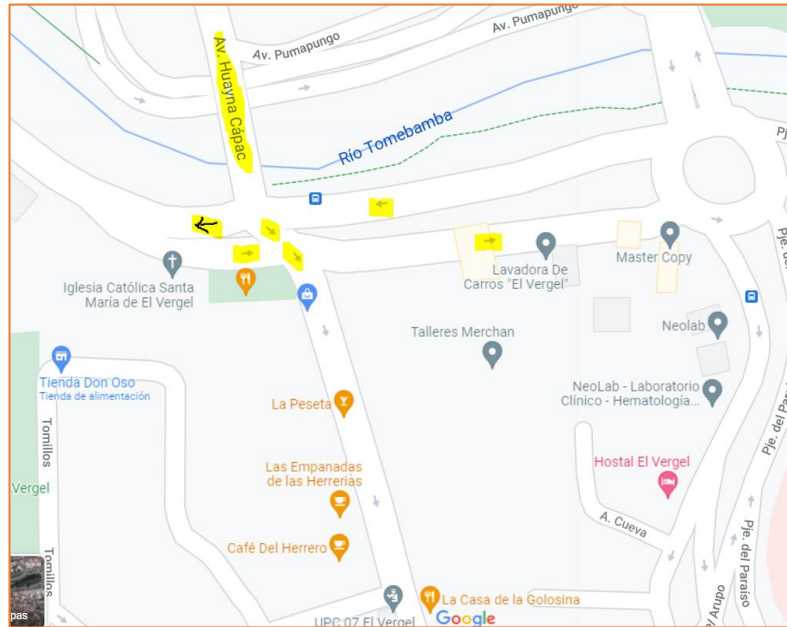 Av. Pumapungo
Av. Pumapungo
Av. Huayna Cápac
Río Tomebamba
Iglesia Católica Santa
María de El Vergel
Lavadora De
Carros "El Vergel"
Master Copy
Talleres Merchan
Neolab
Tienda Don Oso
Tienda de alimentación
La Peseta
NeoLab - Laboratorio
Clínico - Hematología...
Pje. del Para
Tomillos
Las Empanadas
de las Herrerias
Hostal El Vergel
Vergel
A. Cueva
Café Del Herrero
Pje. del Paraíso
Tomillos
La Casa de la Golosina
pas
UPC 07 El Vergel
Google
El Arupo